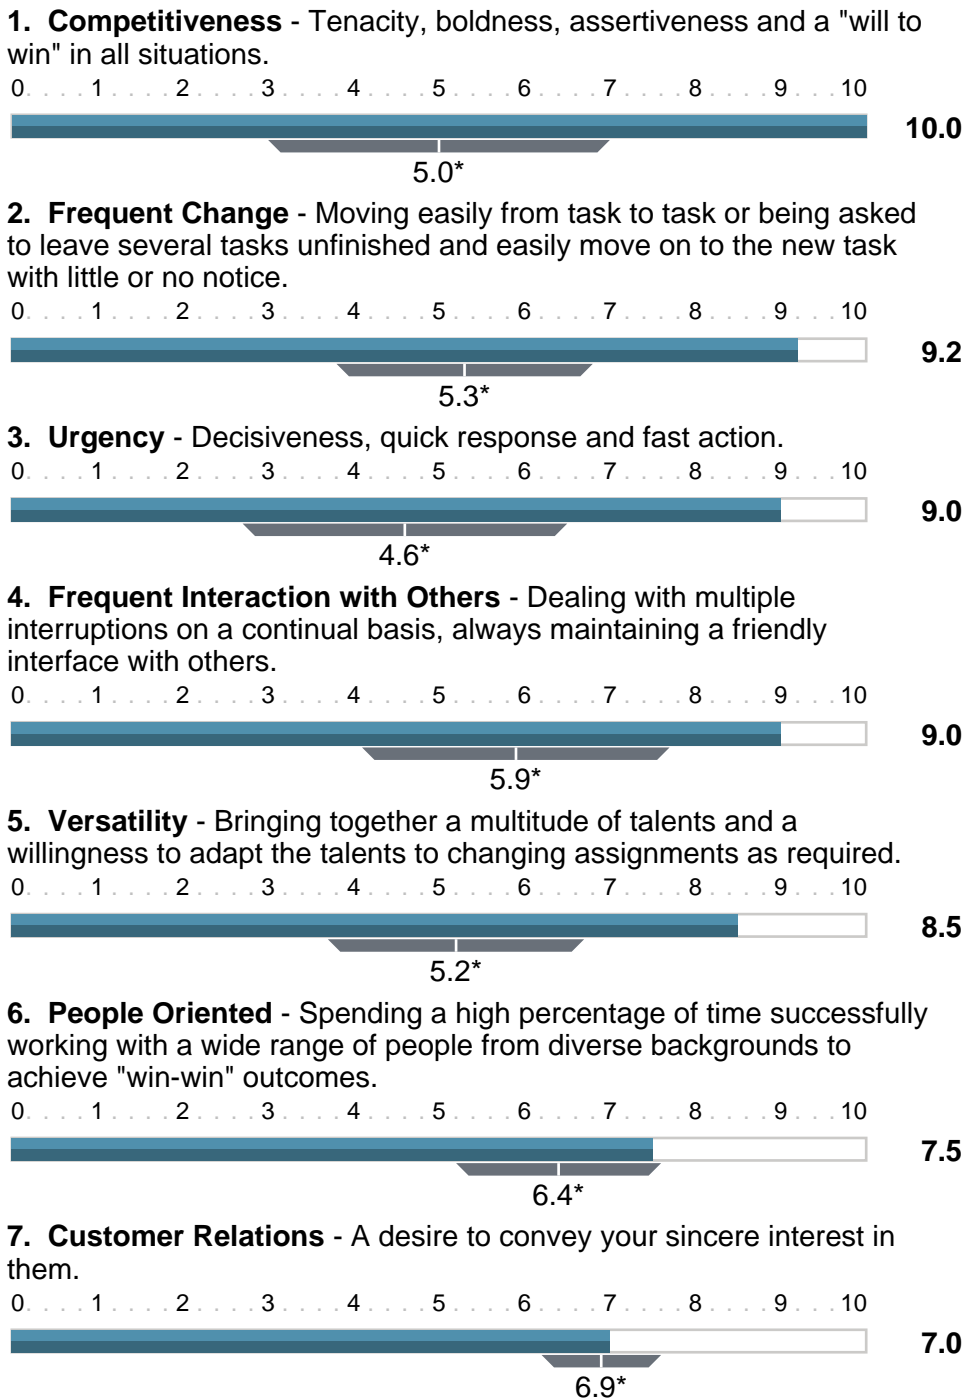 1. Competitiveness - Tenacity, boldness, assertiveness and a "will to
win" in all situations.
0. . . . 1 . . . . 2 . . . . 3 . . . . 4 . . . . 5 . . . . 6 . . . . 7 . . . . 8 . . . . 9 . . . 10
10.0
5.0*
2. Frequent Change - Moving easily from task to task or being asked
to leave several tasks unfinished and easily move on to the new task
with little or no notice.
0. . . . 1 . . . . 2 . . . . 3 . . . . 4 . . . . 5 . . . . 6 . . . . 7 . . . . 8 . . . . 9 . . . 10
9.2
5.3*
3. Urgency - Decisiveness, quick response and fast action.
0. . . . 1 . . . . 2 . . . . 3 . . . . 4 . . . . 5 . . . . 6 . . . . 7 . . . . 8 . . . . 9 . . . 10
9.0
4.6*
4. Frequent Interaction with Others - Dealing with multiple
interruptions on a continual basis, always maintaining a friendly
interface with others.
0. . . . 1 . . . . 2 . . . . 3 . . . . 4 . . . . 5 . . . . 6 . . . . 7 . . . . 8 . . . . 9 . . . 10
9.0
5.9*
5. Versatility - Bringing together a multitude of talents and a
willingness to adapt the talents to changing assignments as required.
0. . . . 1 . . . . 2 . . . . 3 . . . . 4 . . . . 5 . . . . 6 . . . . 7 . . . . 8 . . . . 9 . . . 10
8.5
5.2*
6. People Oriented - Spending a high percentage of time successfully
working with a wide range of people from diverse backgrounds to
achieve "win-win" outcomes.
0. . . . 1 . . . . 2 . . . . 3 . . . . 4 . . . . 5 . . . . 6 . . . . 7 . . . . 8 . . . . 9 . . . 10
7.5
6.4*
7. Customer Relations - A desire to convey your sincere interest in
them.
0. . . . 1 . . . . 2 . . . . 3 . . . . 4 . . . . 5 . . . . 6 . . . . 7 . . . . 8 . . . . 9 . . . 10
7.0
6.9*